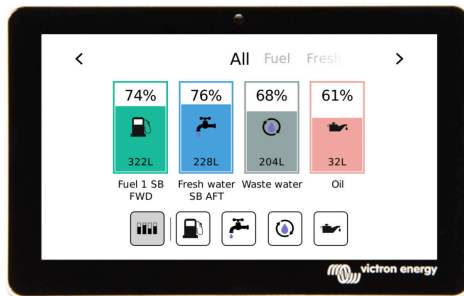 < All Fuel Fresh >
74% 76% 68% 61%
322L 228L 204L 32L
Fuel 1 SB Fresh water Waste water Oil
FWD SB AFT
victron energy